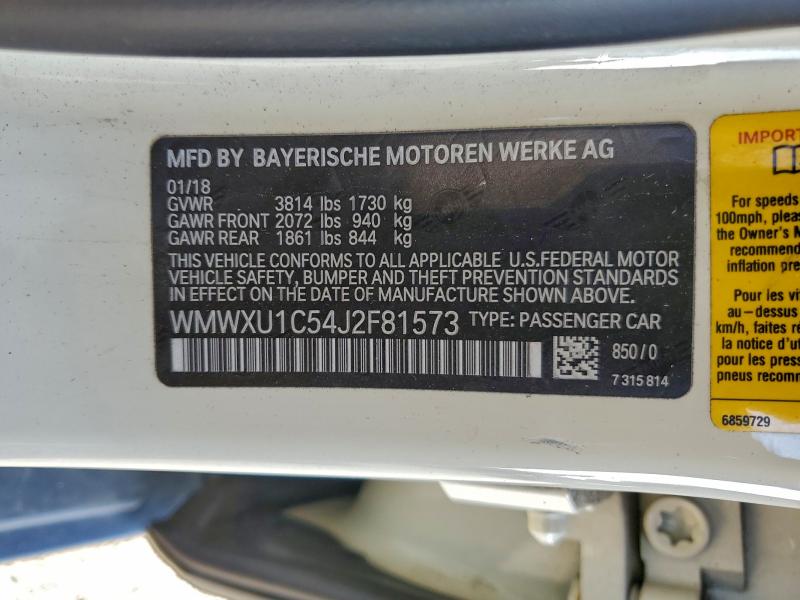 MFD BY BAYERISCHE MOTOREN WERKE AG
01/18
GVWR 3814 lbs 1730 kg
GAWR FRONT 2072 lbs 940 kg
GAWR REAR 1861 lbs 844 kg
THIS VEHICLE CONFORMS TO ALL APPLICABLE U.S.FEDERAL MOTOR
VEHICLE SAFETY, BUMPER AND THEFT PREVENTION STANDARDS
IN EFFECT ON THE DATE OF MANUFACTURE SHOWN ABOVE.
WMWXU1C54J2F81573 TYPE: PASSENGER CAR
850/0
7 315 814
IMPORT
For speeds
100mph, pleas
the Owner's M
recommend
inflation pre
Pour les vit
au-dessus
km/h, faites r
la notice d'ut
pour les press
pneus recomm
6859729